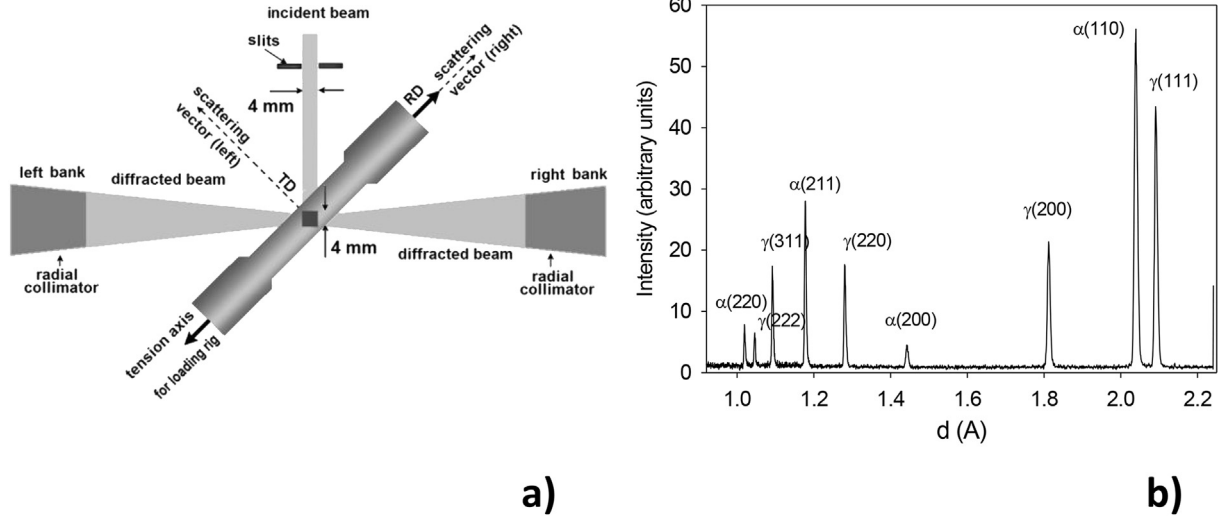 incident beam
slits
4 mm
RD
scattering
vector (right)
scattering
vector (left)
TD
left bank
diffracted beam
right bank
4 mm
diffracted beam
radial
collimator
radial
collimator
tension axis
for loading rig
a)
Intensity (arbitrary units)
60
50
40
30
20
10
0
α(110)
γ(111)
α(211)
γ(200)
γ(311)
γ(220)
α(220)
γ(222)
α(200)
1.0
1.2
1.4
1.6
1.8
2.0
2.2
d (A)
b)